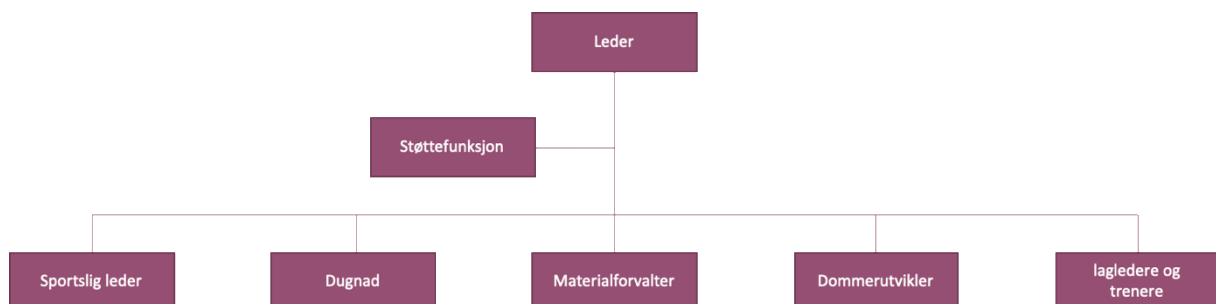 Leder
Støttefunksjon
Sportslig leder
Dugnad
Materialforvalter
Dommerutvikler
lagledere og
trenere